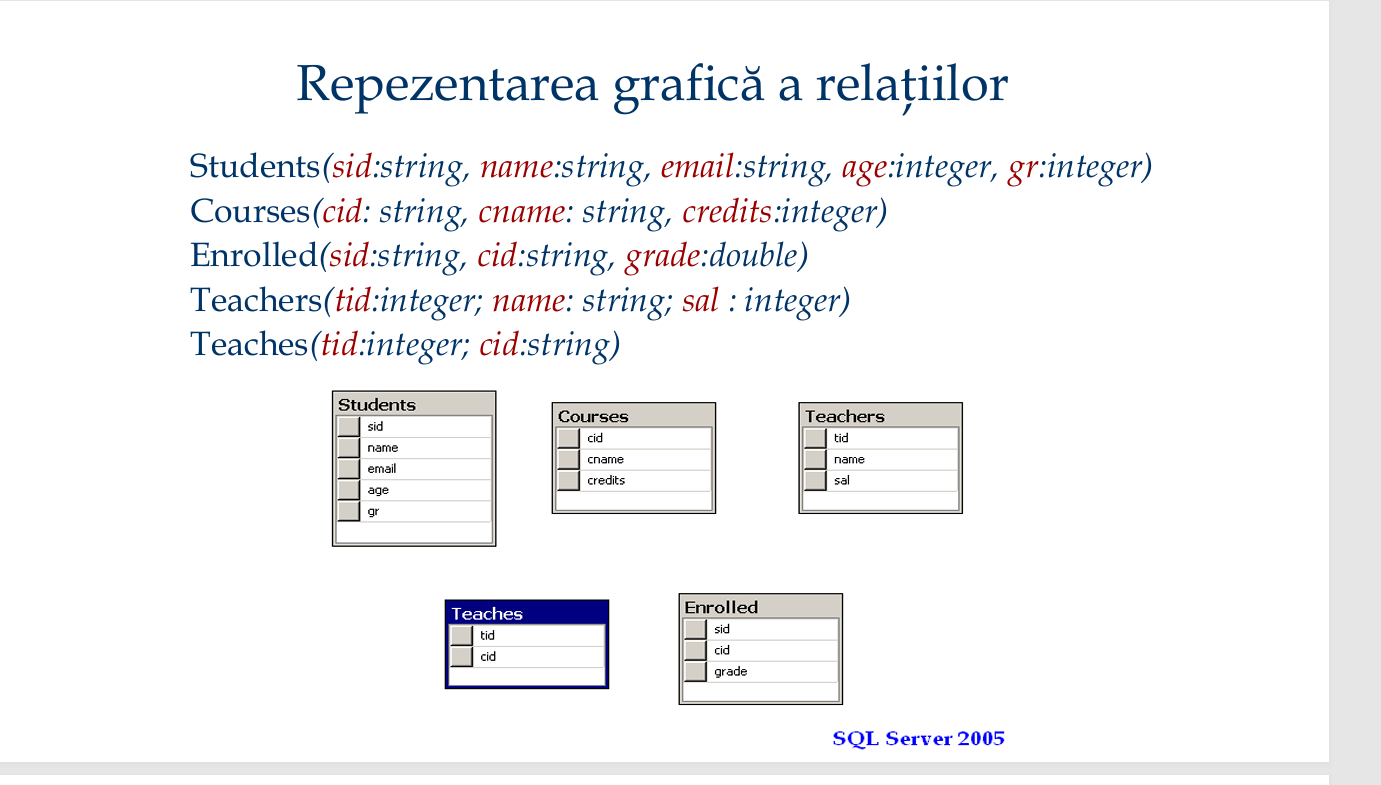 Repezentarea grafică a relațiilor
Students(sid:string, name:string, email:string, age:integer, gr:integer)
Courses(cid: string, cname: string, credits:integer)
Enrolled(sid:string, cid:string, grade:double)
Teachers(tid:integer; name: string; sal : integer)
Teaches(tid:integer; cid:string)
Students
sid
name
email
age
gr
Courses
cid
cname
credits
Teachers
tid
name
sal
Teaches
tid
cid
Enrolled
sid
cid
grade
SQL Server 2005